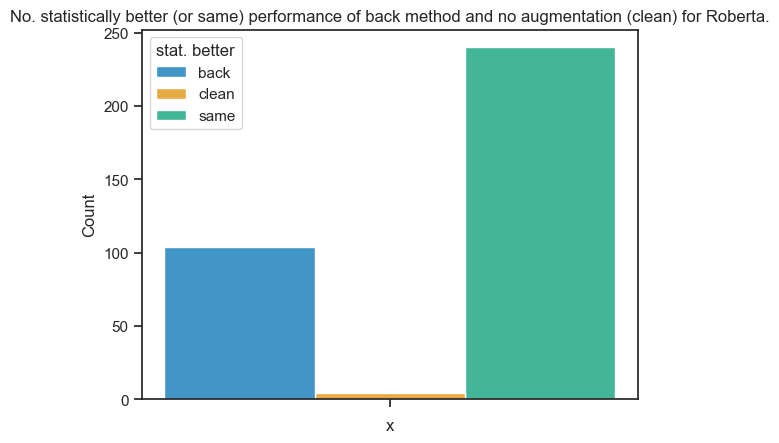 No. statistically better (or same) performance of back method and no augmentation (clean) for Roberta.
250
200
150
100
50
0
Count
stat. better
back
clean
same
x